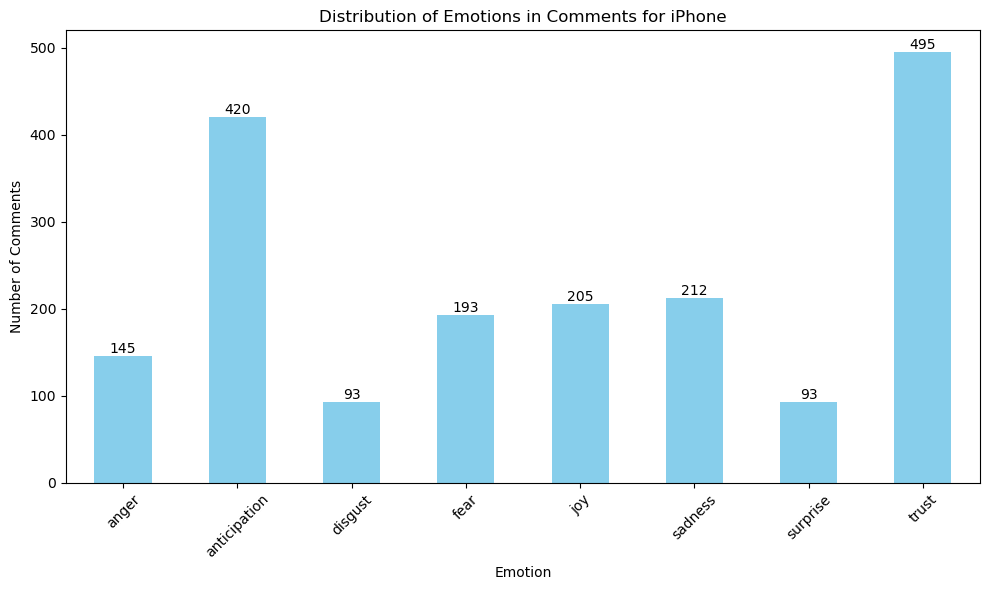 Distribution of Emotions in Comments for iPhone
Number of Comments
500
400
300
200
100
0
145
420
93
193
205
212
93
495
anger
anticipation
disgust
fear
joy
sadness
surprise
trust
Emotion